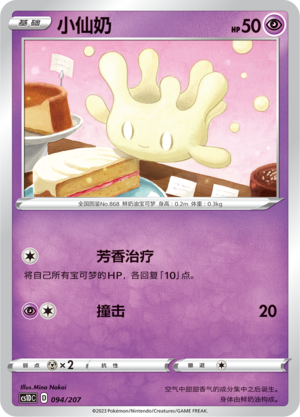 基础 小仙奶 HP50
全国图鉴No.868 鲜奶油宝可梦 身高：0.2m 体重：0.3kg
芳香治疗
将自己所有宝可梦的HP，各回复「10」点。
撞击 20
弱点 ×2 抗性 撤退
Illus.Mina Nakai
空气中甜甜香气的成分集中之后诞生。
身体由鲜奶油构成。
CS1DC D 094/207
©2023 Pokémon/Nintendo/Creatures/GAME FREAK.